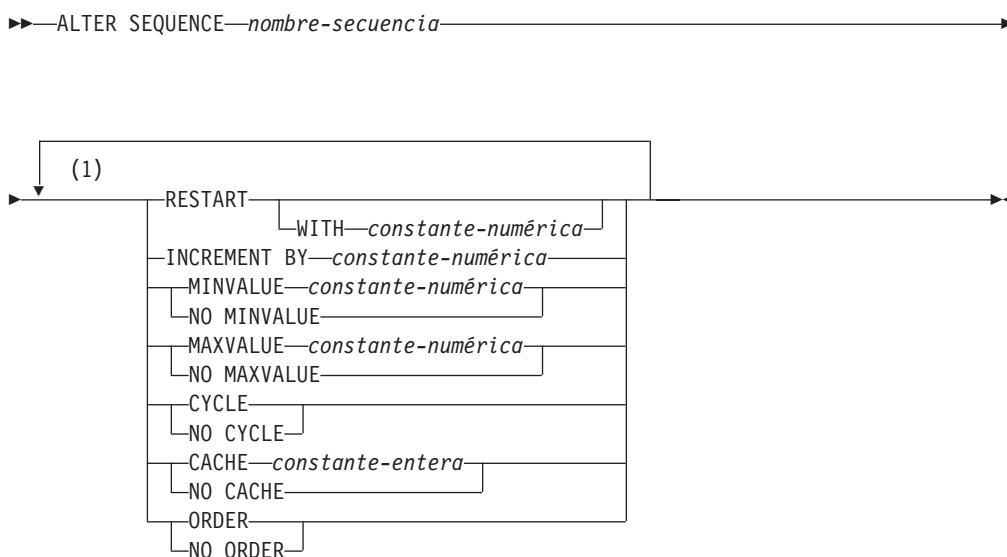 ALTER SEQUENCE nombre-secuencia
(1)
RESTART
WITH constante-numérica
INCREMENT BY constante-numérica
MINVALUE constante-numérica
NO MINVALUE
MAXVALUE constante-numérica
NO MAXVALUE
CYCLE
NO CYCLE
CACHE constante-entera
NO CACHE
ORDER
NO ORDER